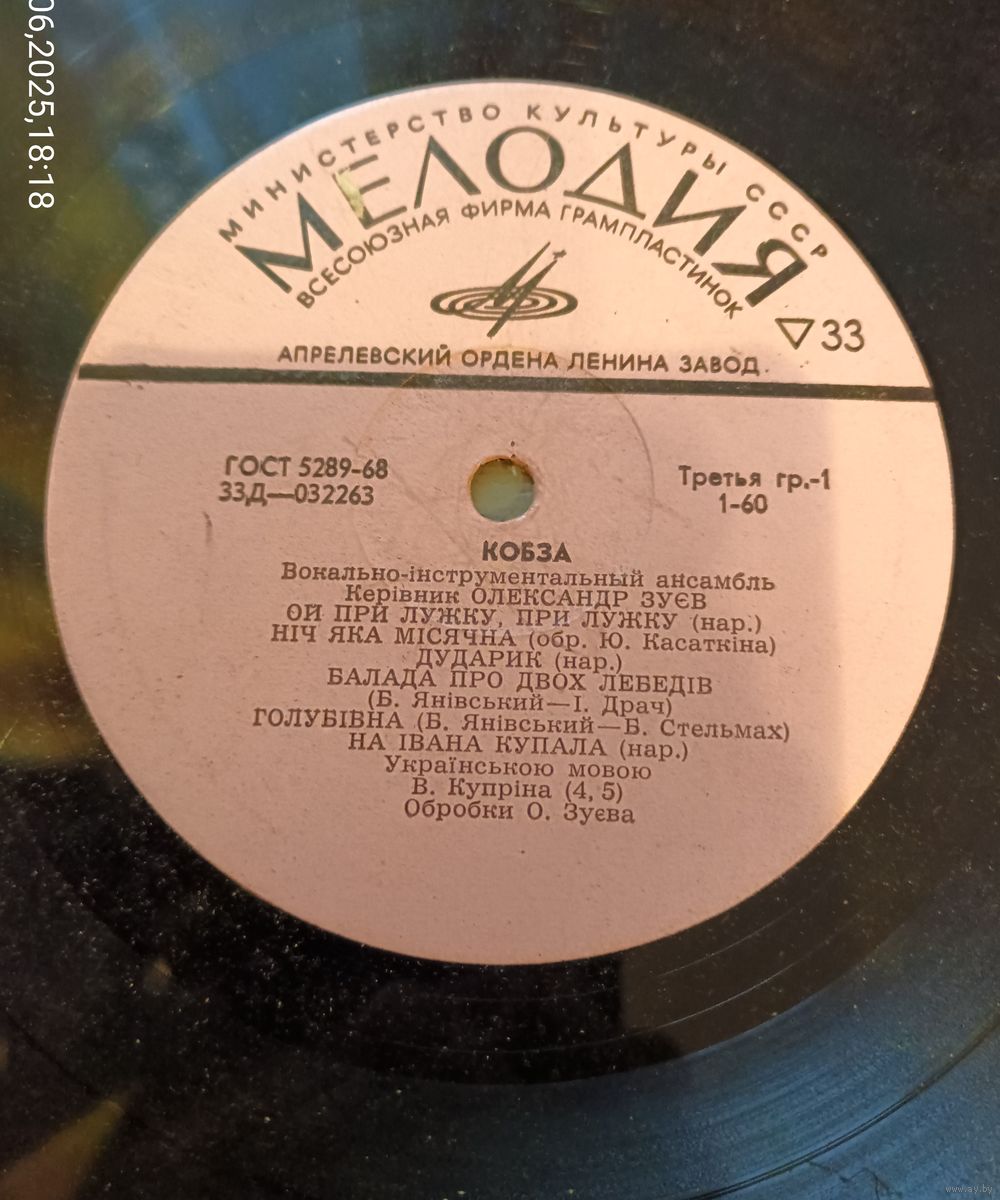 06,2025,18:18
МИНИСТЕРСТВО КУЛЬТУРЫ СССР
МЕЛОДИЯ
ВСЕСОЮЗНАЯ ФИРМА ГРАМПЛАСТИНОК
▽33
АПРЕЛЕВСКИЙ ОРДЕНА ЛЕНИНА ЗАВОД.
ГОСТ 5289-68
33Д—032263
Третья гр.-1
1-60
КОБЗА
Вокально-інструментальный ансамбль
Керівник ОЛЕКСАНДР ЗУЄВ
ОЙ ПРИ ЛУЖКУ, ПРИ ЛУЖКУ (нар.)
НІЧ ЯКА МІСЯЧНА (обр. Ю. Касаткіна)
ДУДАРИК (нар.)
БАЛАДА ПРО ДВОХ ЛЕБЕДІВ
(Б. Янівський—І. Драч)
ГОЛУБІВНА (Б. Янівський—Б. Стельмах)
НА ІВАНА КУПАЛА (нар.)
Українською мовою
В. Купріна (4, 5)
Обробки О. Зуєва
www.ay.by